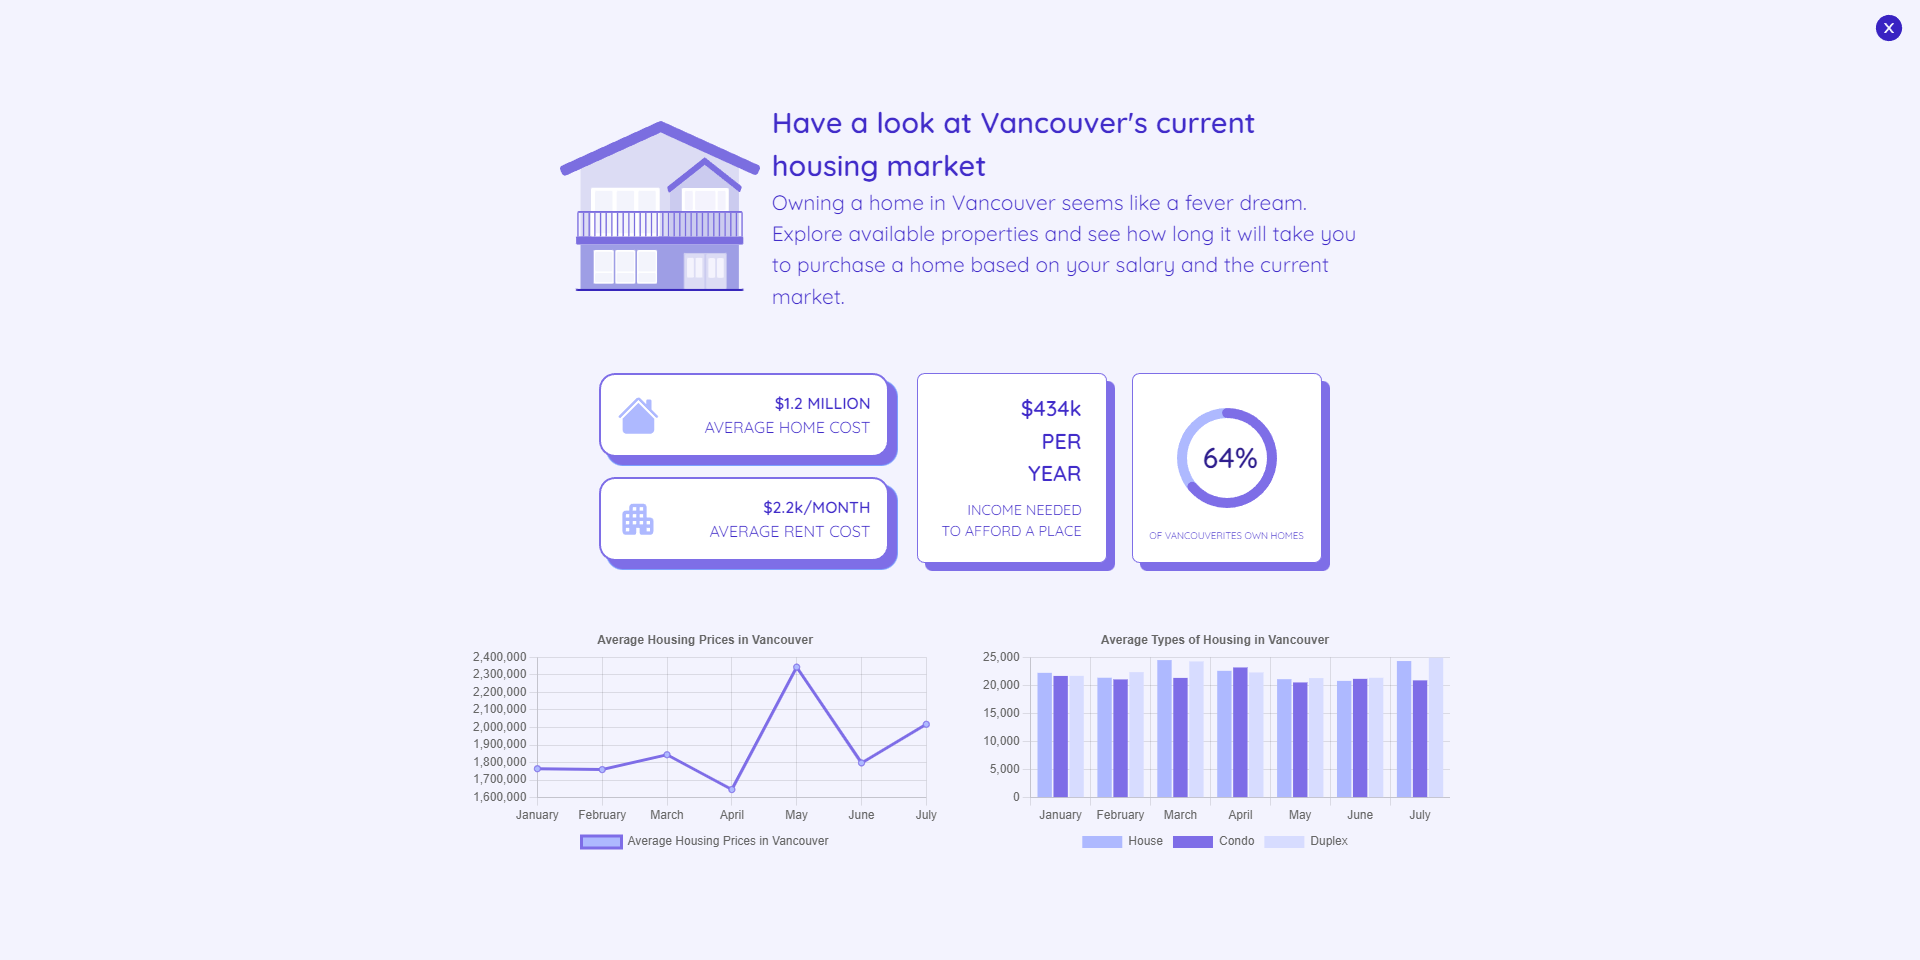 X
Have a look at Vancouver's current
housing market
Owning a home in Vancouver seems like a fever dream.
Explore available properties and see how long it will take you
to purchase a home based on your salary and the current
market.
$1.2 MILLION
AVERAGE HOME COST
$2.2k/MONTH
AVERAGE RENT COST
$434k
PER
YEAR
INCOME NEEDED
TO AFFORD A PLACE
64%
OF VANCOUVERITES OWN HOMES
Average Housing Prices in Vancouver
2,400,000
2,300,000
2,200,000
2,100,000
2,000,000
1,900,000
1,800,000
1,700,000
1,600,000
January February March April May June July
Average Housing Prices in Vancouver
Average Types of Housing in Vancouver
25,000
20,000
15,000
10,000
5,000
0
January February March April May June July
House Condo Duplex